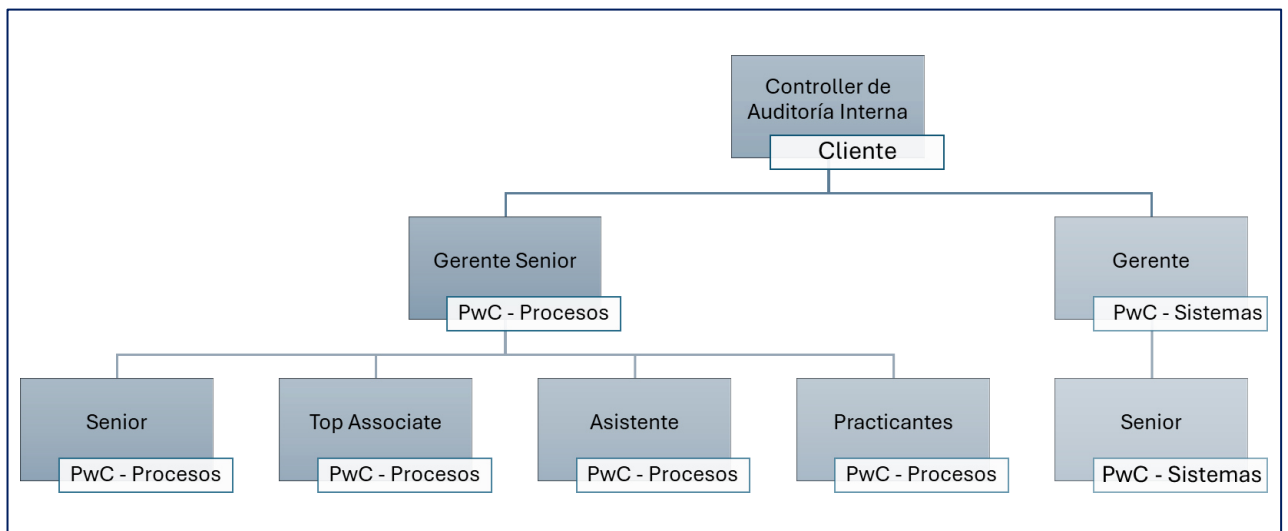 Controller de
Auditoría Interna
Cliente
Gerente Senior
PwC - Procesos
Gerente
PwC - Sistemas
Senior
PwC - Procesos
Top Associate
PwC - Procesos
Asistente
PwC - Procesos
Practicantes
PwC - Procesos
Senior
PwC - Sistemas